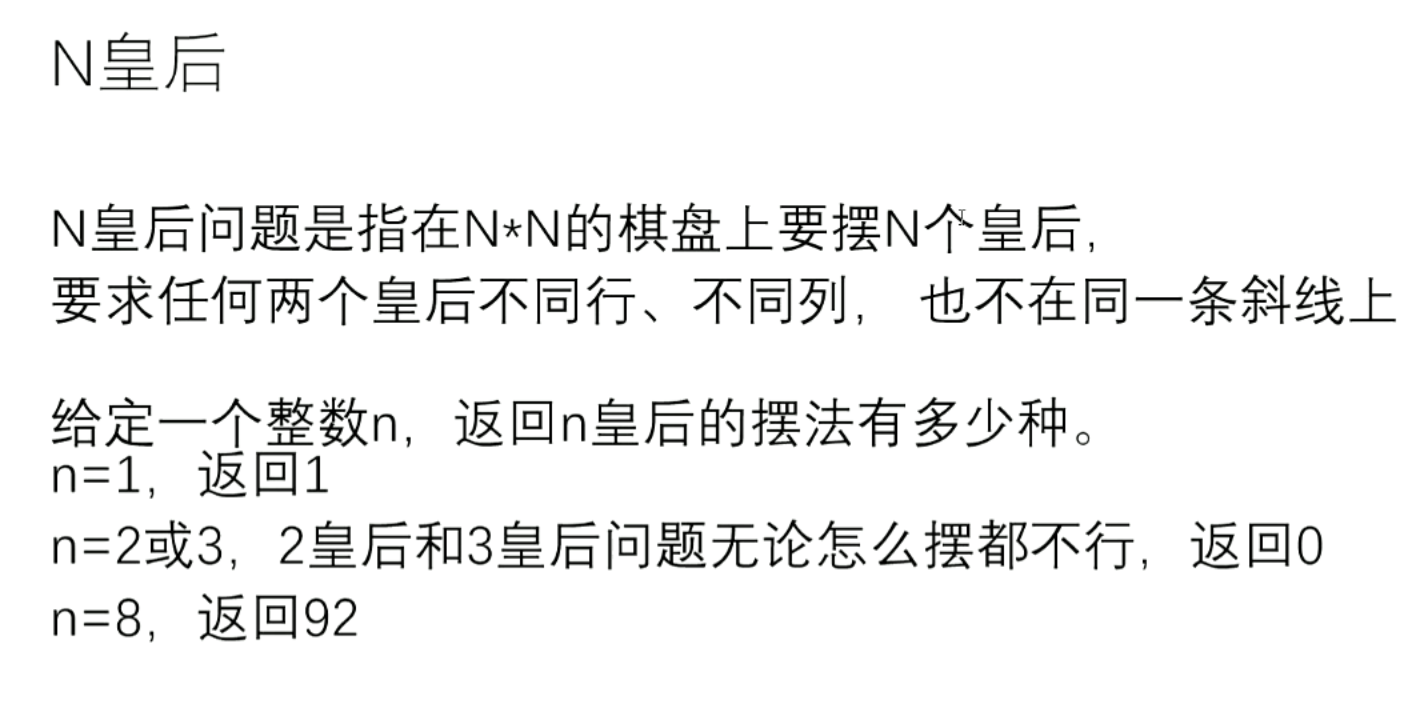 N皇后
N皇后问题是指在N*N的棋盘上要摆N个皇后,
要求任何两个皇后不同行、不同列, 也不在同一条斜线上
给定一个整数n, 返回n皇后的摆法有多少种。
n=1, 返回1
n=2或3, 2皇后和3皇后问题无论怎么摆都不行, 返回0
n=8, 返回92